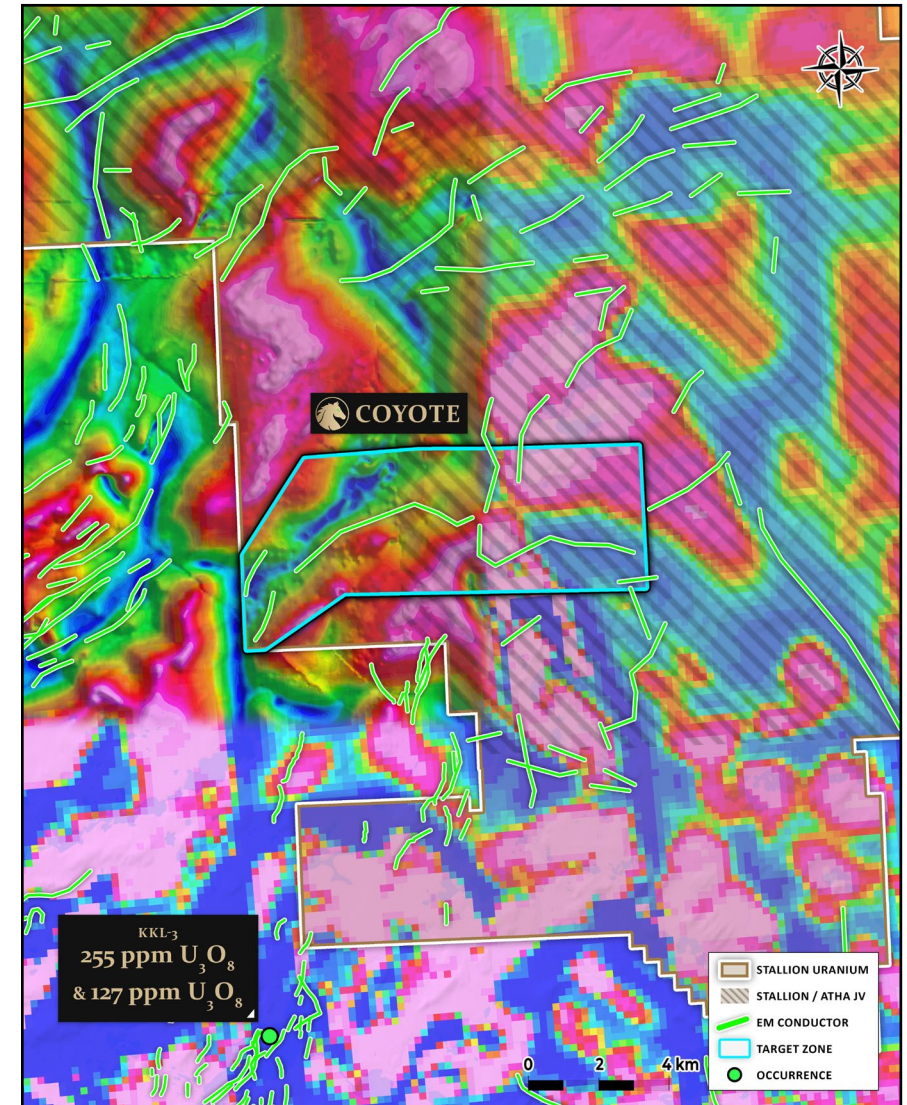 COYOTE
KKL-3
255 ppm U₃O₈
& 127 ppm U₃O₈
STALLION URANIUM
STALLION / ATHA JV
EM CONDUCTOR
TARGET ZONE
OCCURRENCE
0 2 4 km